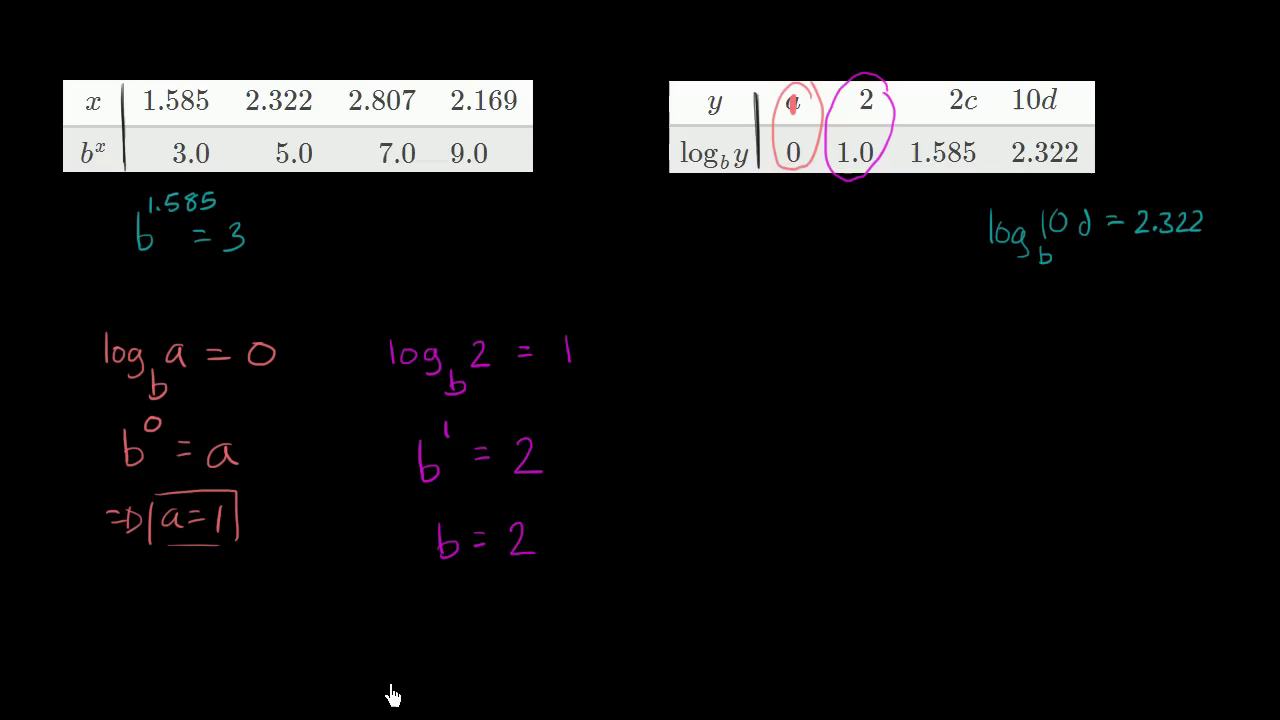 x 1.585 2.322 2.807 2.169
bˣ 3.0 5.0 7.0 9.0
y a 2 2c 10d
log_b y 0 1.0 1.585 2.322
b^1.585 = 3
log_b 10d = 2.322
log_b a = 0
b^0 = a
⇒ a = 1
log_b 2 = 1
b^1 = 2
b = 2